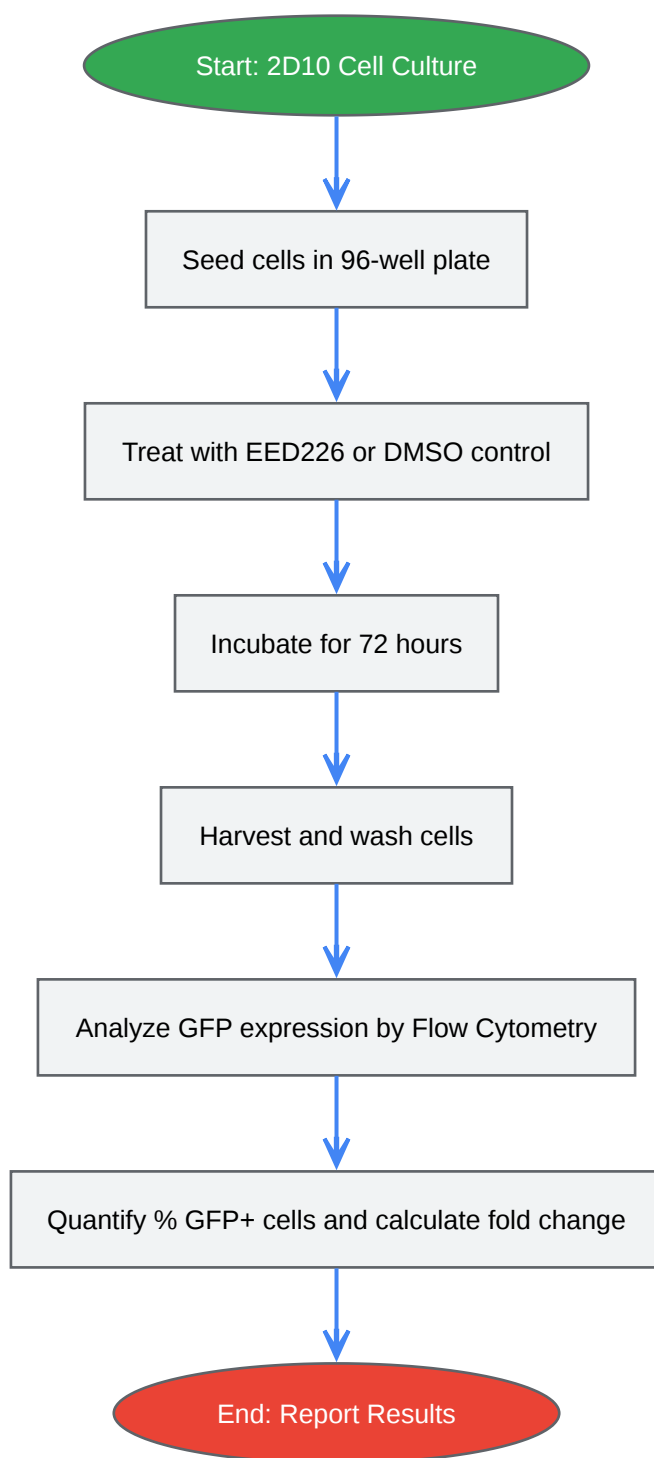 Start: 2D10 Cell Culture
Seed cells in 96-well plate
Treat with EED226 or DMSO control
Incubate for 72 hours
Harvest and wash cells
Analyze GFP expression by Flow Cytometry
Quantify % GFP+ cells and calculate fold change
End: Report Results